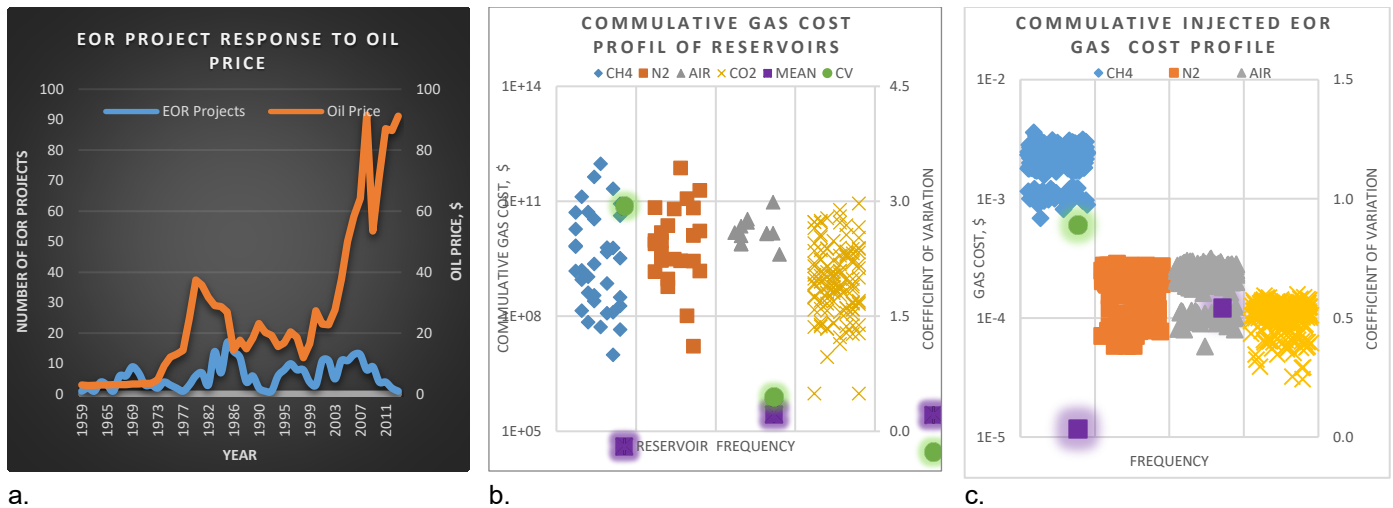 EOR PROJECT RESPONSE TO OIL
PRICE
EOR Projects
Oil Price
NUMBER OF EOR PROJECTS
100
90
80
70
60
50
40
30
20
10
0
100
80
60
40
20
0
OIL PRICE, $
1959
1965
1969
1973
1977
1982
1986
1990
1995
1999
2003
2007
2011
YEAR
a.
COMMULATIVE GAS COST
PROFIL OF RESERVOIRS
CH4 N2 AIR CO2 MEAN CV
COMMULATIVE GAS COST, $
1E+14
1E+11
1E+08
1E+05
4.5
3.0
1.5
0.0
COEFFICIENT OF VARIATION
RESERVOIR FREQUENCY
b.
COMMULATIVE INJECTED EOR
GAS COST PROFILE
CH4 N2 AIR
GAS COST, $
1E-2
1E-3
1E-4
1E-5
1.5
1.0
0.5
0.0
COEFFICIENT OF VARIATION
FREQUENCY
c.